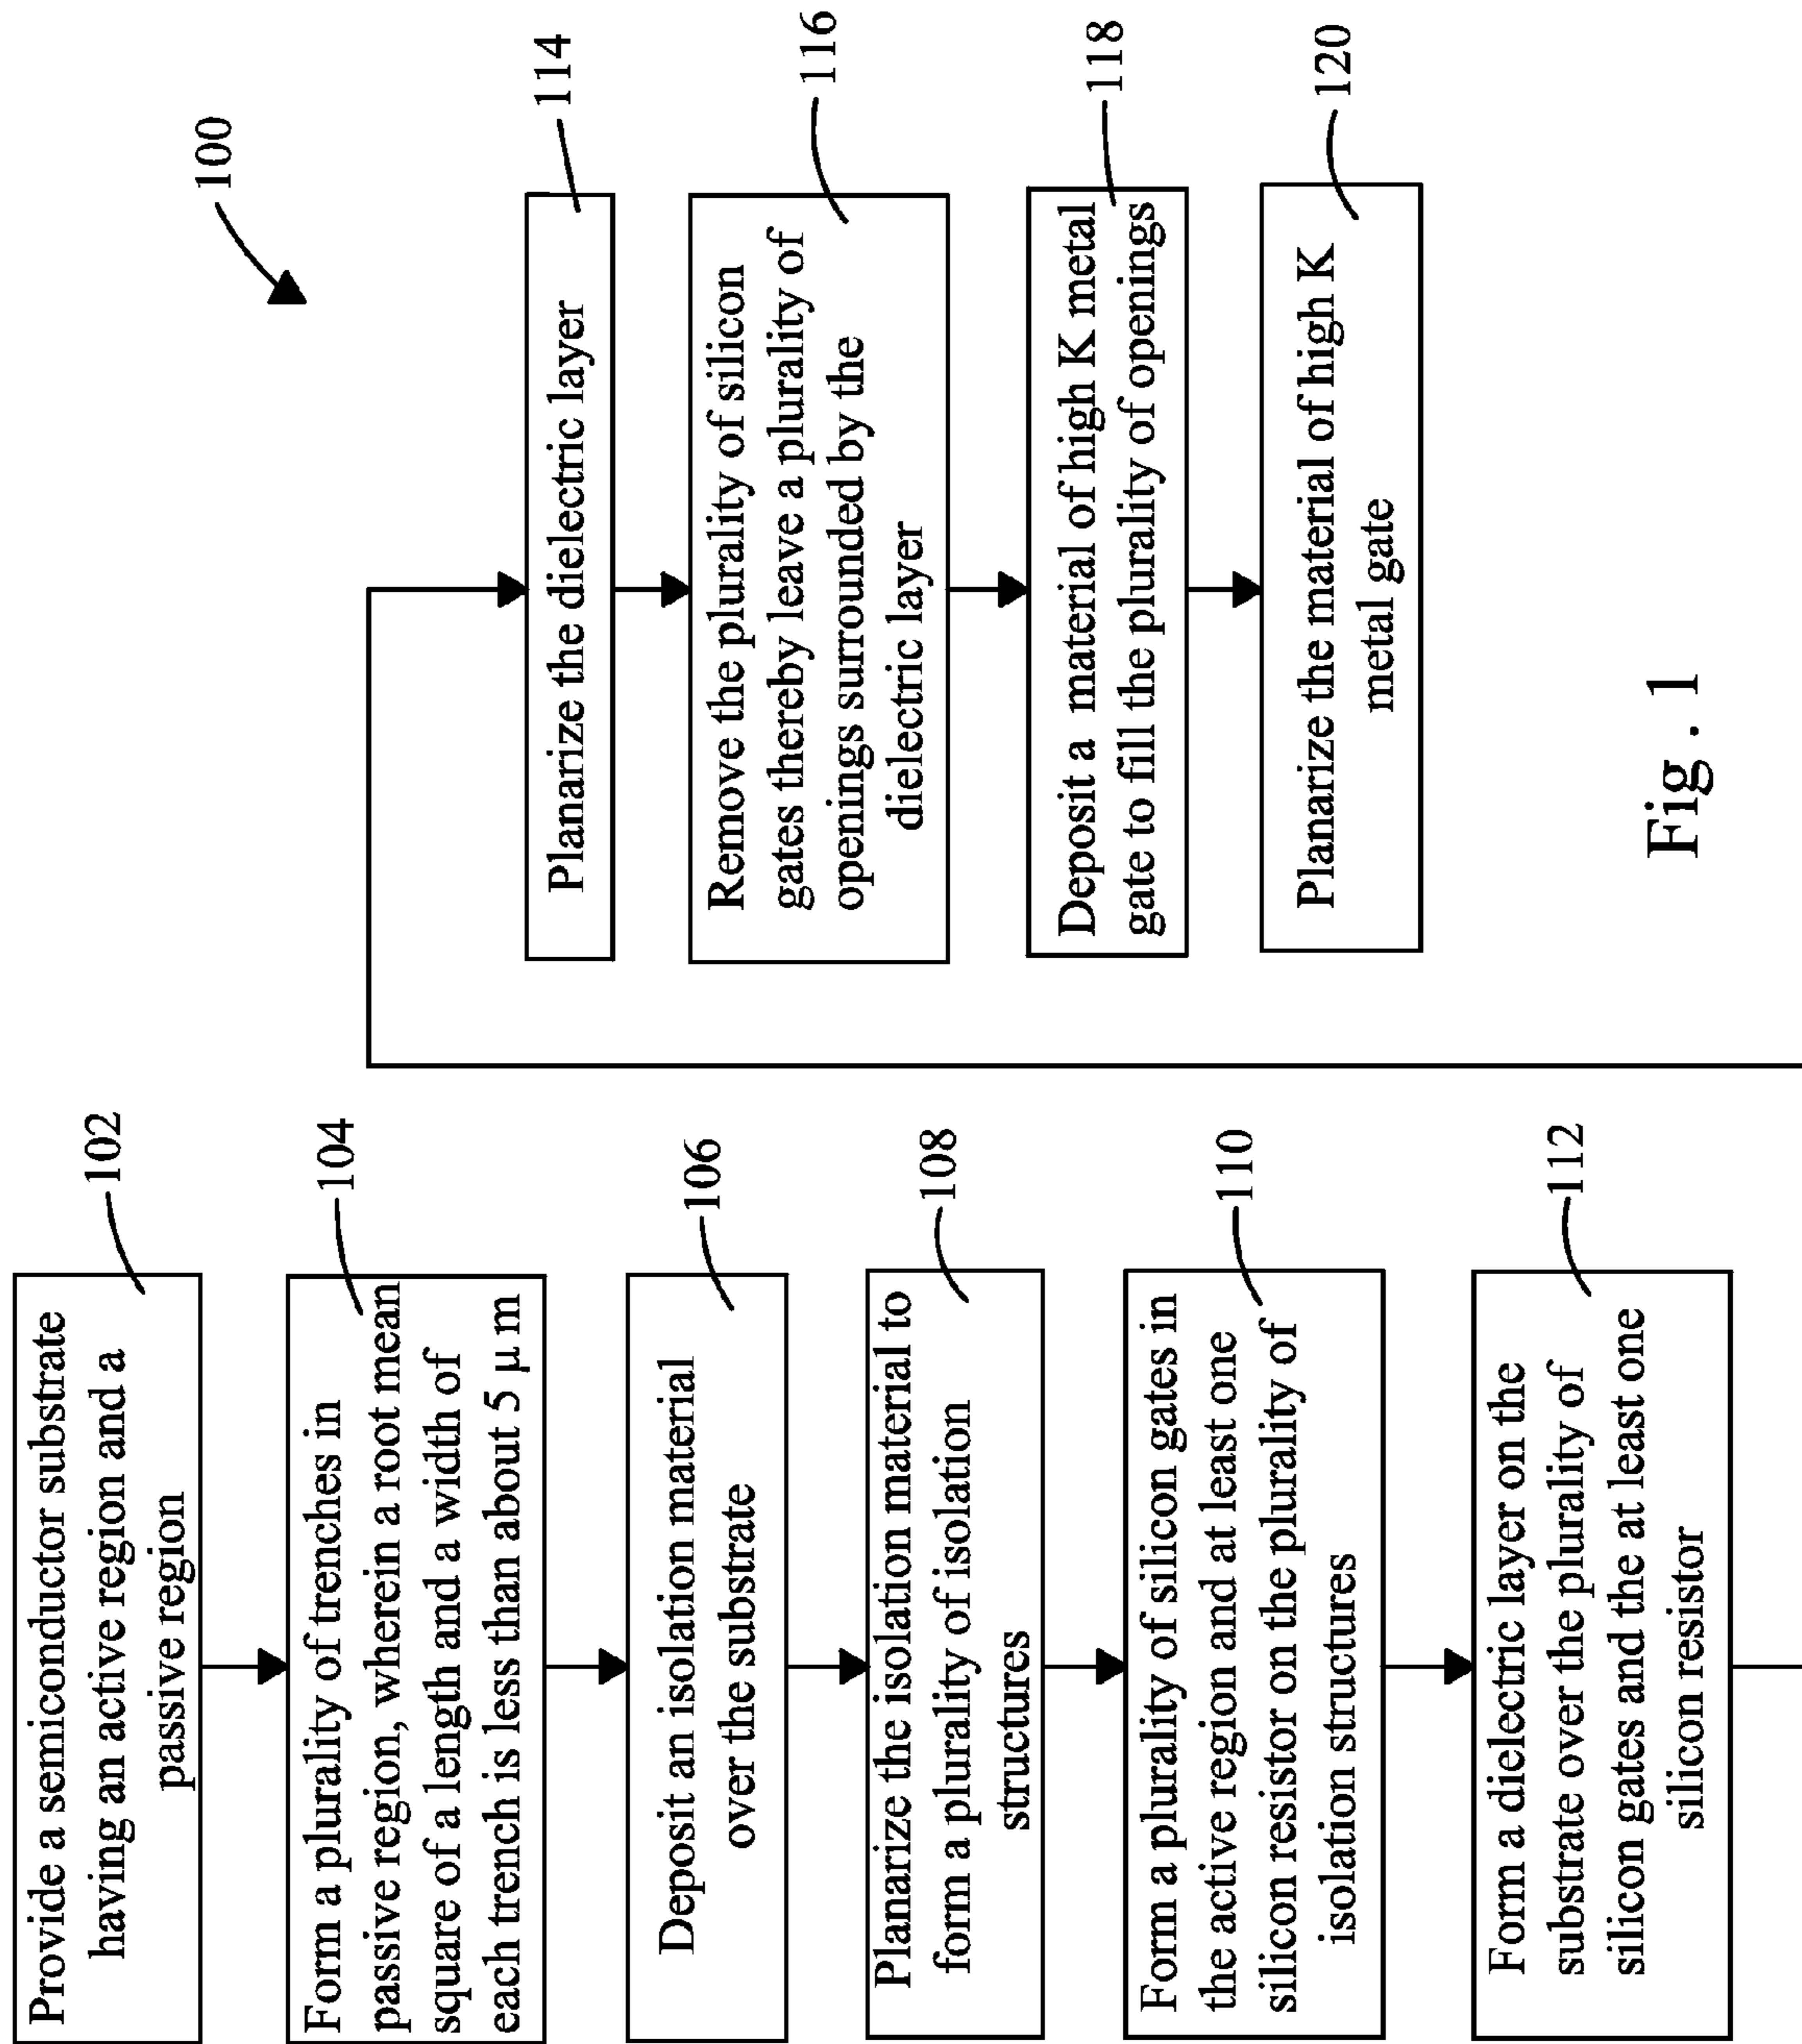 100
Provide a semiconductor substrate
having an active region and a
passive region
102
Form a plurality of trenches in
passive region, wherein a root mean
square of a length and a width of
each trench is less than about 5 μ m
104
Deposit an isolation material
over the substrate
106
Planarize the isolation material to
form a plurality of isolation
structures
108
Form a plurality of silicon gates in
the active region and at least one
silicon resistor on the plurality of
isolation structures
110
Form a dielectric layer on the
substrate over the plurality of
silicon gates and the at least one
silicon resistor
112
Planarize the dielectric layer
114
Remove the plurality of silicon
gates thereby leave a plurality of
openings surrounded by the
dielectric layer
116
Deposit a material of high K metal
gate to fill the plurality of openings
118
Planarize the material of high K
metal gate
120
Fig . 1